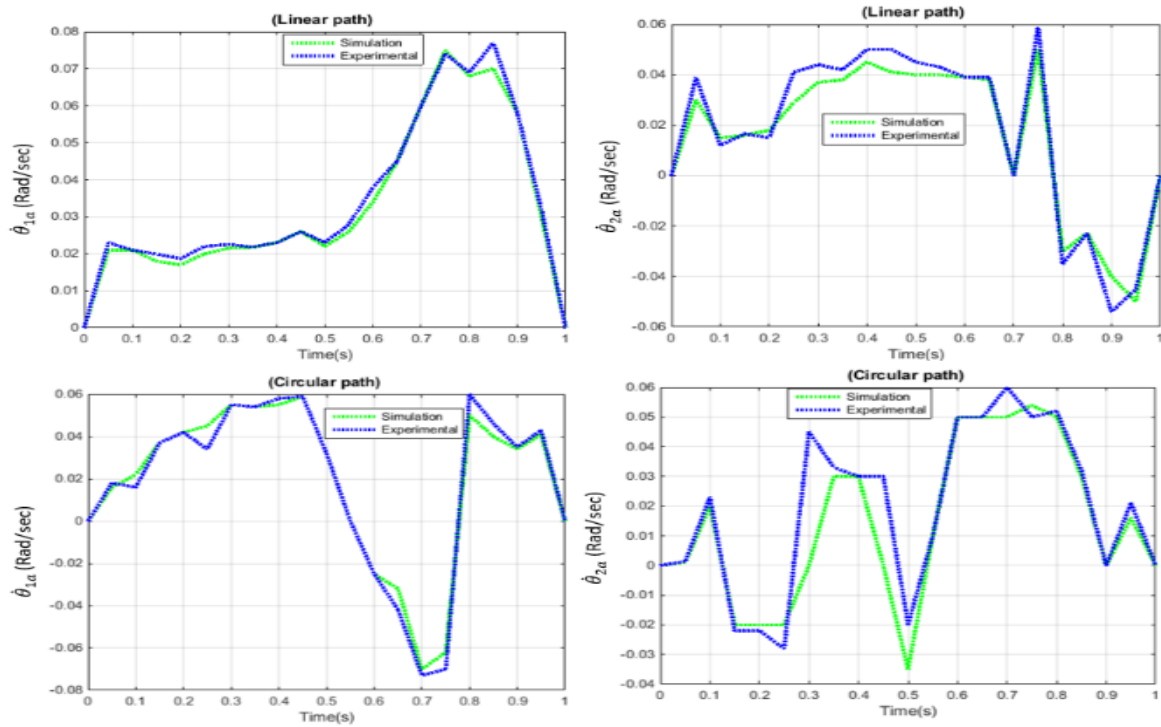 (Linear path)
0.08
0.07
0.06
0.05
0.04
0.03
0.02
0.01
0
θ̇1a (Rad/sec)
Simulation
Experimental
0 0.1 0.2 0.3 0.4 0.5 0.6 0.7 0.8 0.9 1
Time(s)
(Linear path)
0.06
0.04
0.02
0
-0.02
-0.04
-0.06
θ̇2a (Rad/sec)
Simulation
Experimental
0 0.1 0.2 0.3 0.4 0.5 0.6 0.7 0.8 0.9 1
Time(s)
(Circular path)
0.06
0.04
0.02
0
-0.02
-0.04
-0.06
-0.08
θ̇1a (Rad/sec)
Simulation
Experimental
0 0.1 0.2 0.3 0.4 0.5 0.6 0.7 0.8 0.9 1
Time(s)
(Circular path)
0.06
0.05
0.04
0.03
0.02
0.01
0
-0.01
-0.02
-0.03
-0.04
θ̇2a (Rad/sec)
Simulation
Experimental
0 0.1 0.2 0.3 0.4 0.5 0.6 0.7 0.8 0.9 1
Time(s)